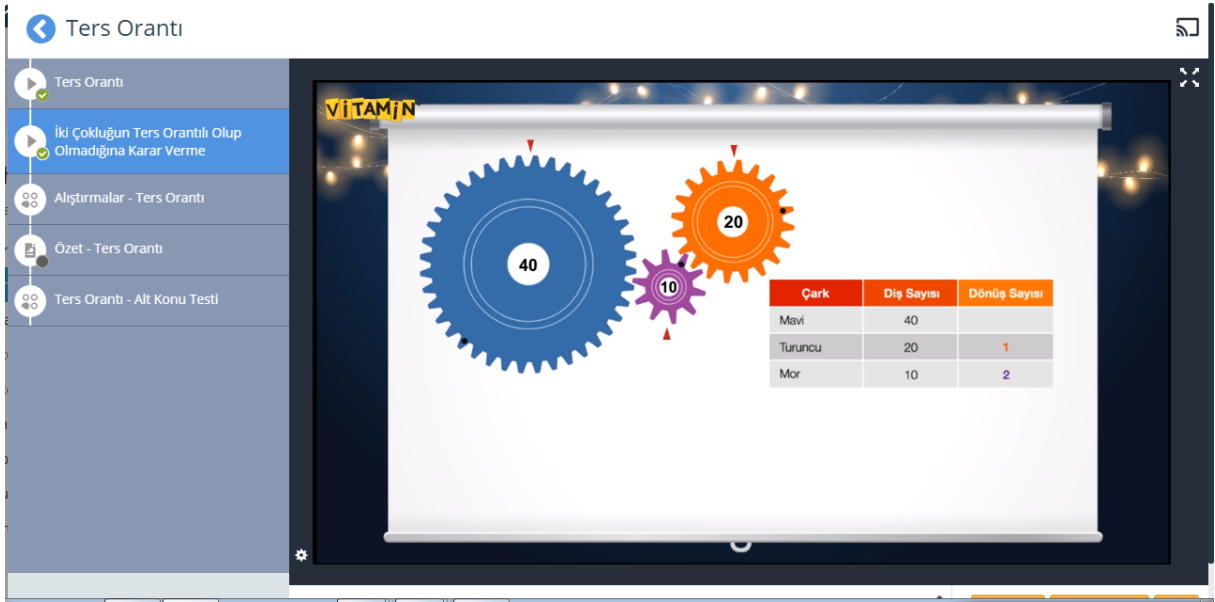 Ters Orantı
Ters Orantı
İki Çokluğun Ters Orantılı Olup
Olmadığına Karar Verme
Alıştırmalar - Ters Orantı
Özet - Ters Orantı
Ters Orantı - Alt Konu Testi
VİTAMİN
40
20
10
Çark Diş Sayısı Dönüş Sayısı
Mavi 40
Turuncu 20 1
Mor 10 2